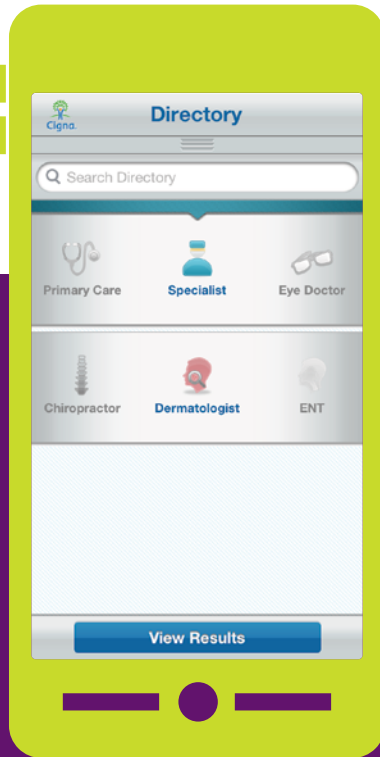 Cigna.
Directory
Search Directory
Primary Care Specialist Eye Doctor
Chiropractor Dermatologist ENT
View Results